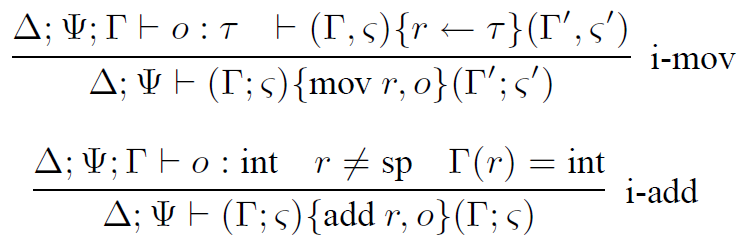 Δ; Ψ; Γ ⊢ o : τ ⊢ (Γ, ς){r ← τ}(Γ′, ς′)
Δ; Ψ ⊢ (Γ; ς){mov r, o}(Γ′; ς′)
i-mov
Δ; Ψ; Γ ⊢ o : int r ≠ sp Γ(r) = int
Δ; Ψ ⊢ (Γ; ς){add r, o}(Γ; ς)
i-add